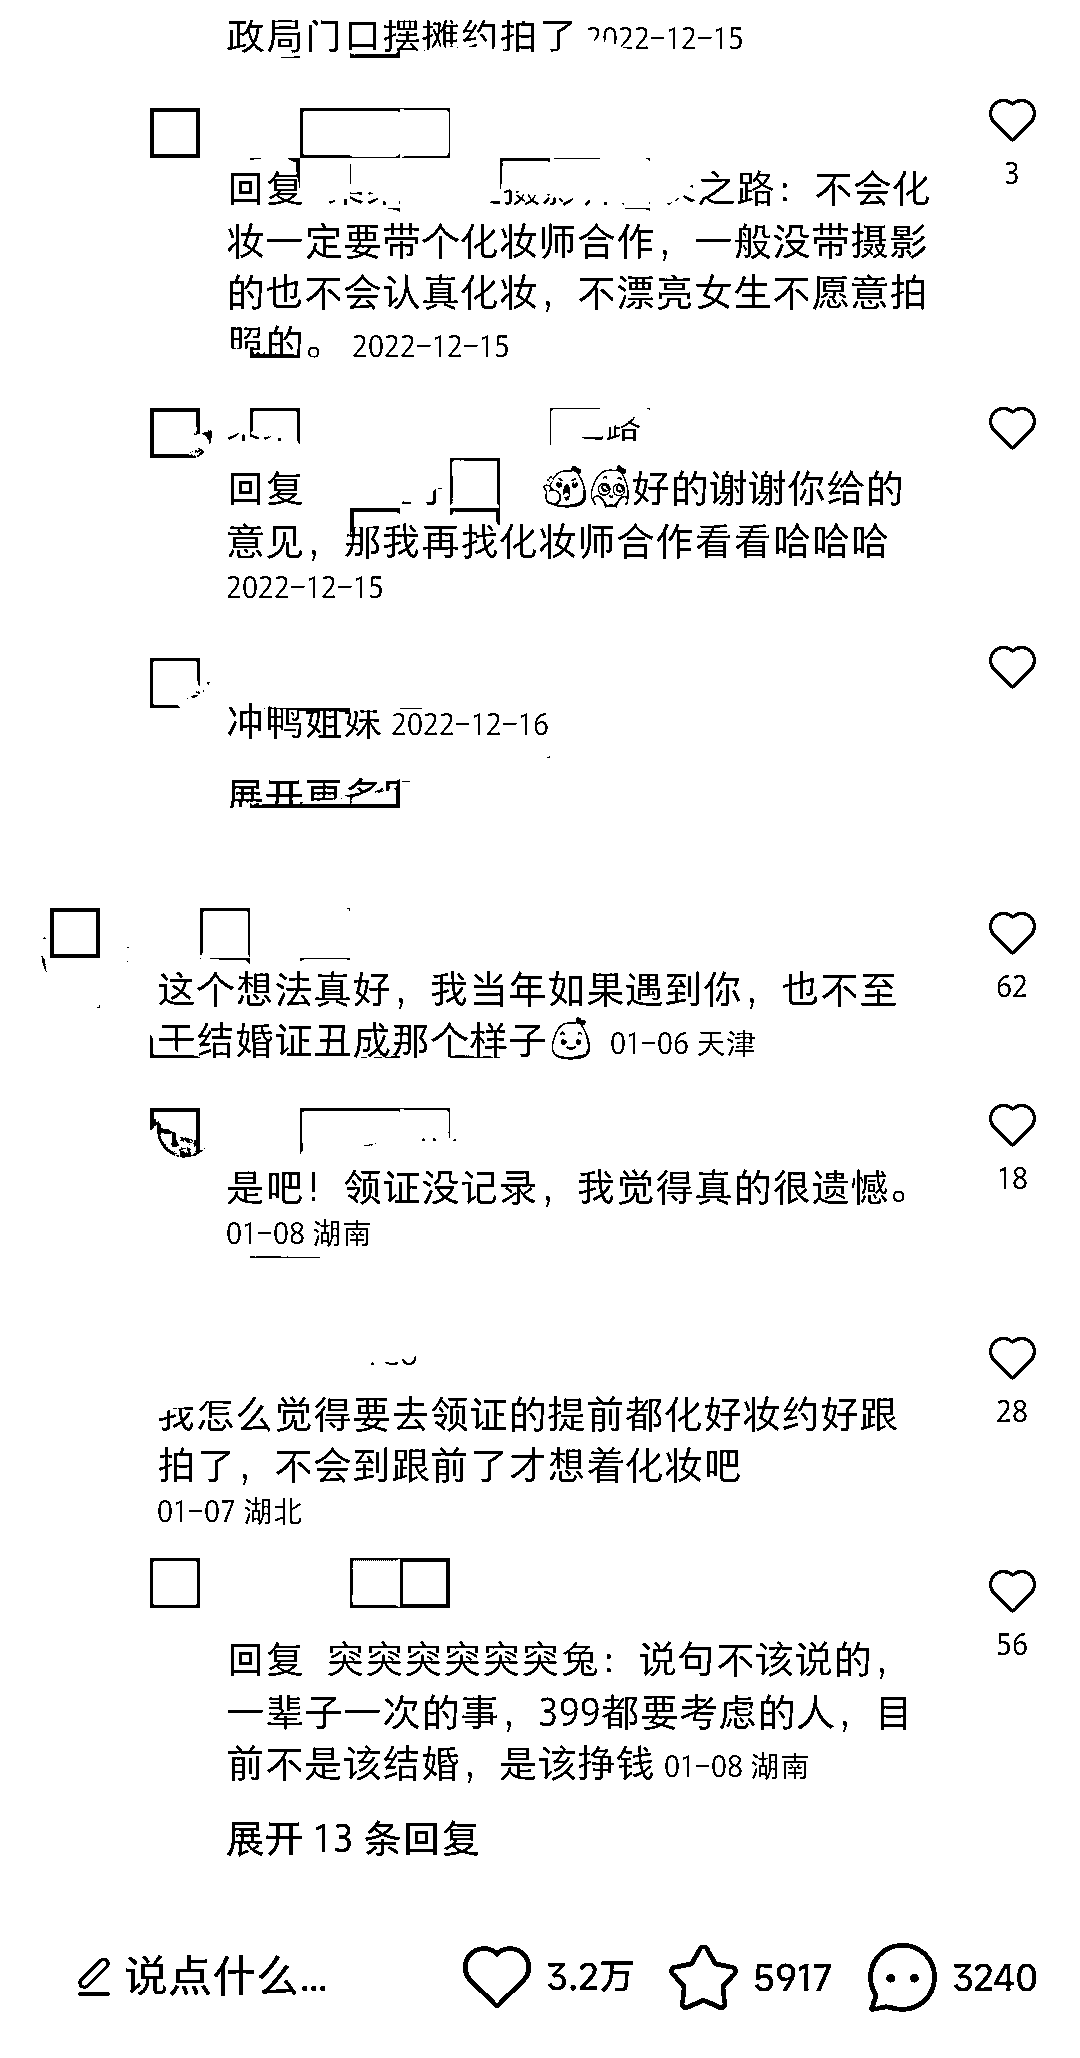 政局门口摆摊约拍了 2022-12-15
3
回复 之路：不会化
妆一定要带个化妆师合作，一般没带摄影
的也不会认真化妆，不漂亮女生不愿意拍
照的。 2022-12-15
路
回复 好的谢谢你给的
意见，那我再找化妆师合作看看哈哈哈
2022-12-15
冲鸭姐妹 2022-12-16
展开更多
这个想法真好，我当年如果遇到你，也不至
62
于结婚证丑成那个样子 01-06 天津
是吧！领证没记录，我觉得真的很遗憾。
18
01-08 湖南
我怎么觉得要去领证的提前都化好妆约好跟
28
拍了，不会到跟前了才想着化妆吧
01-07 湖北
回复 突突突突突突兔：说句不该说的，
56
一辈子一次的事，399都要考虑的人，目
前不是该结婚，是该挣钱 01-08 湖南
展开 13 条回复
说点什么... 3.2万 5917 3240